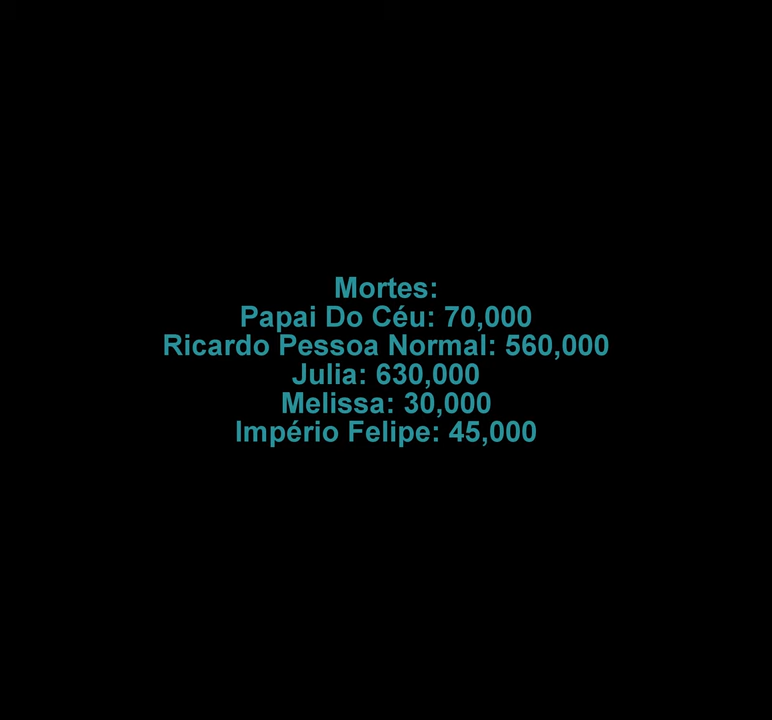 Mortes:
Papai Do Céu: 70,000
Ricardo Pessoa Normal: 560,000
Julia: 630,000
Melissa: 30,000
Império Felipe: 45,000